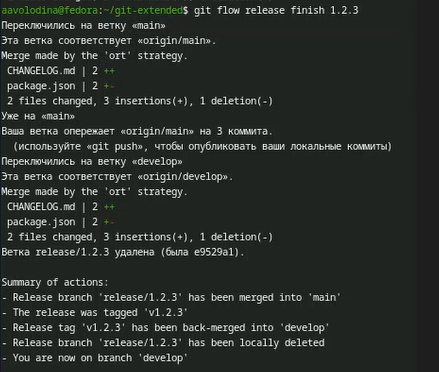 aavolodina@fedora:~/git-extended$ git flow release finish 1.2.3
Переключились на ветку «main»
Эта ветка соответствует «origin/main».
Merge made by the 'ort' strategy.
CHANGELOG.md | 2 ++
package.json | 2 +-
2 files changed, 3 insertions(+), 1 deletion(-)
Уже на «main»
Ваша ветка опережает «origin/main» на 3 коммита.
(используйте «git push», чтобы опубликовать ваши локальные коммиты)
Переключились на ветку «develop»
Эта ветка соответствует «origin/develop».
Merge made by the 'ort' strategy.
CHANGELOG.md | 2 ++
package.json | 2 +-
2 files changed, 3 insertions(+), 1 deletion(-)
Ветка release/1.2.3 удалена (была e9529a1).
Summary of actions:
- Release branch 'release/1.2.3' has been merged into 'main'
- The release was tagged 'v1.2.3'
- Release tag 'v1.2.3' has been back-merged into 'develop'
- Release branch 'release/1.2.3' has been locally deleted
- You are now on branch 'develop'